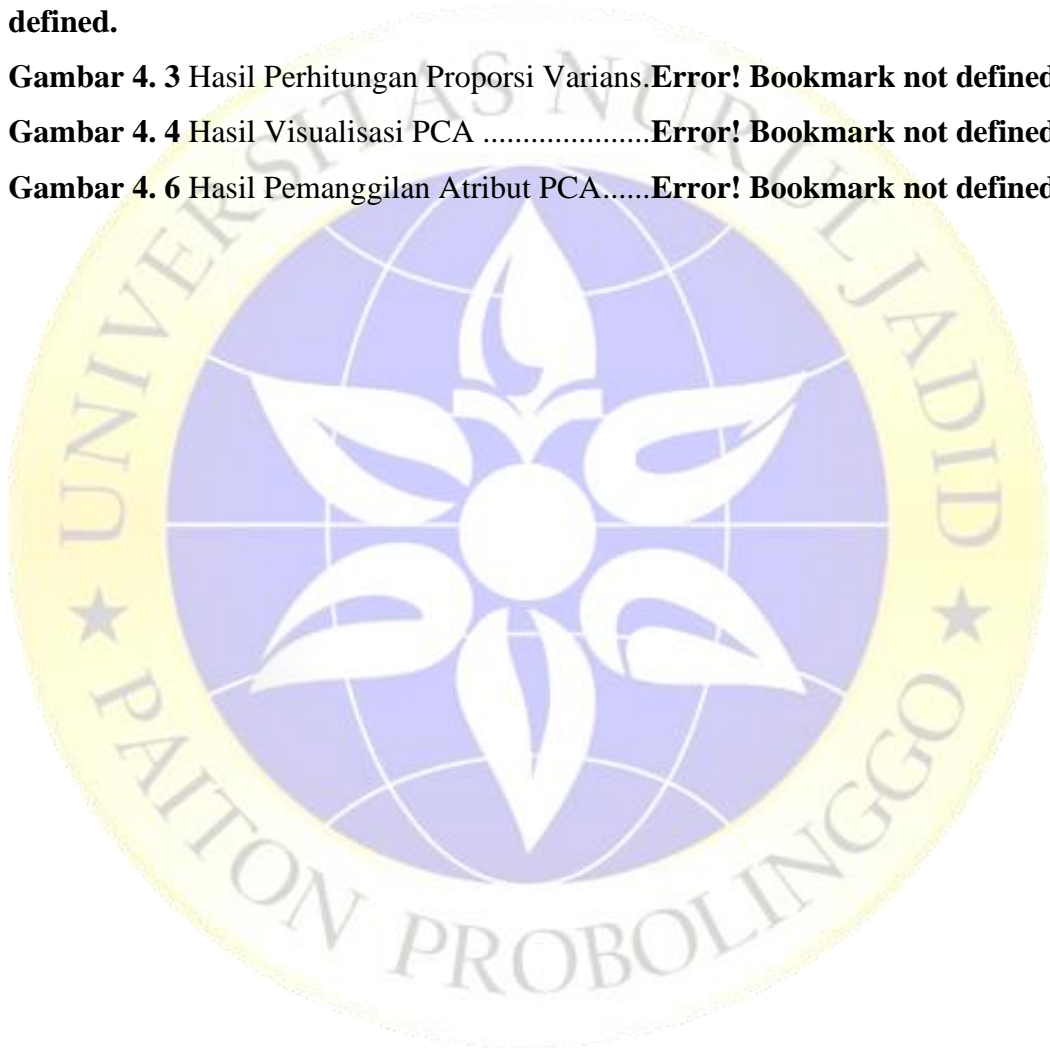 defined.
Gambar 4. 3 Hasil Perhitungan Proporsi Varians.Error! Bookmark not defined
Gambar 4. 4 Hasil Visualisasi PCA .....................Error! Bookmark not defined
Gambar 4. 6 Hasil Pemanggilan Atribut PCA......Error! Bookmark not defined
UNIVERSITAS NURUL JADID
★ PAITON PROBOLINGGO ★